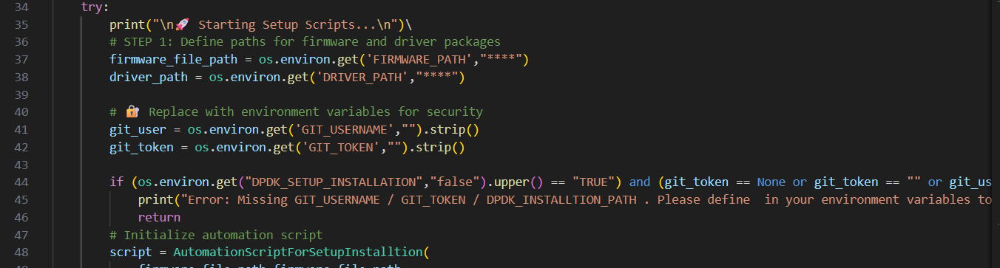 34 try:
35 print("\n🚀 Starting Setup Scripts...\n")\
36 # STEP 1: Define paths for firmware and driver packages
37 firmware_file_path = os.environ.get('FIRMWARE_PATH',"****")
38 driver_path = os.environ.get('DRIVER_PATH',"****")
39
40 # 🔐 Replace with environment variables for security
41 git_user = os.environ.get('GIT_USERNAME',"").strip()
42 git_token = os.environ.get('GIT_TOKEN',"").strip()
43
44 if (os.environ.get("DPDK_SETUP_INSTALLATION","false").upper() == "TRUE") and (git_token == None or git_token == "" or git_us
45 print("Error: Missing GIT_USERNAME / GIT_TOKEN / DPDK_INSTALLTION_PATH . Please define  in your environment variables to
46 return
47 # Initialize automation script
48 script = AutomationScriptForSetupInstalltion(